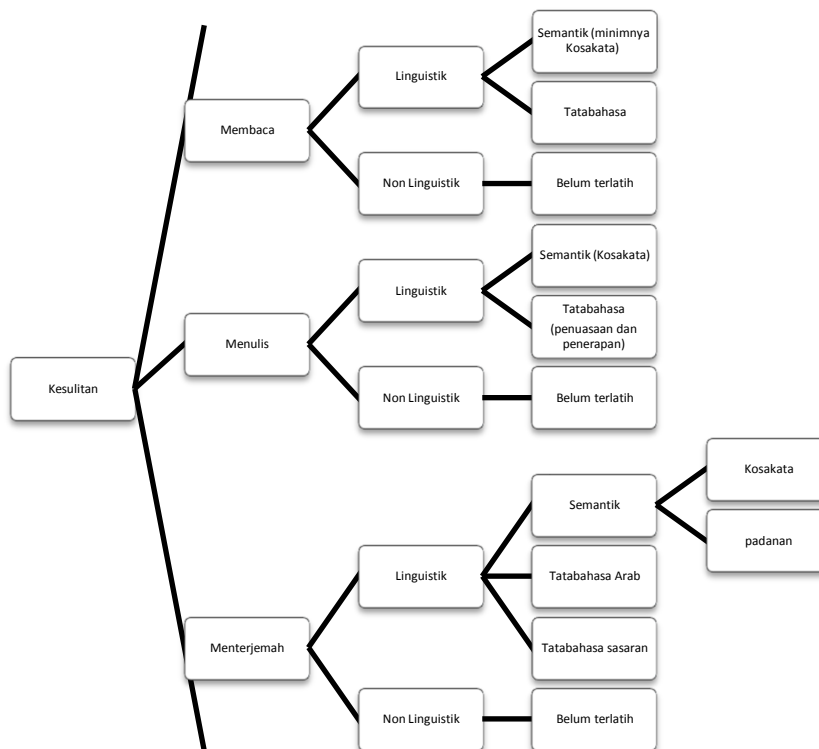 Kesulitan
Membaca
Linguistik
Semantik (minimnya
Kosakata)
Tatabahasa
Non Linguistik
Belum terlatih
Menulis
Linguistik
Semantik (Kosakata)
Tatabahasa
(penuasaan dan
penerapan)
Non Linguistik
Belum terlatih
Menterjemah
Linguistik
Semantik
Kosakata
padanan
Tatabahasa Arab
Tatabahasa sasaran
Non Linguistik
Belum terlatih